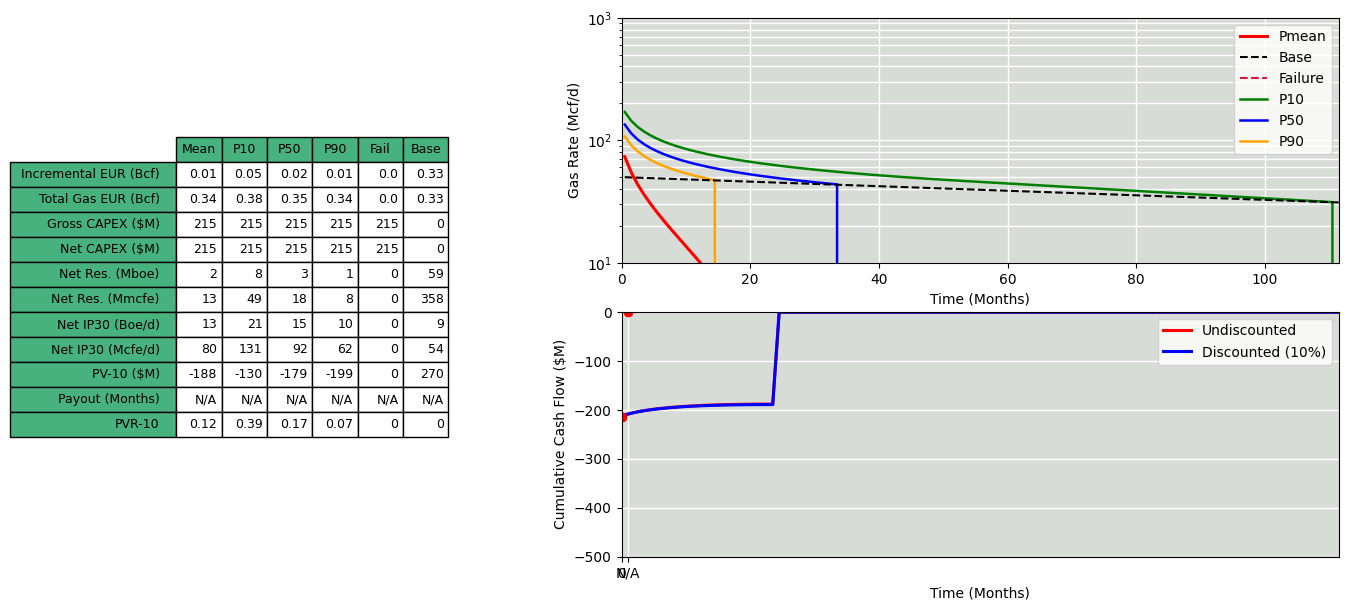 Mean P10 P50 P90 Fail Base
Incremental EUR (Bcf) 0.01 0.05 0.02 0.01 0.0 0.33
Total Gas EUR (Bcf) 0.34 0.38 0.35 0.34 0.0 0.33
Gross CAPEX ($M) 215 215 215 215 215 0
Net CAPEX ($M) 215 215 215 215 215 0
Net Res. (Mboe) 2 8 3 1 0 59
Net Res. (Mmcfe) 13 49 18 8 0 358
Net IP30 (Boe/d) 13 21 15 10 0 9
Net IP30 (Mcfe/d) 80 131 92 62 0 54
PV-10 ($M) -188 -130 -179 -199 0 270
Payout (Months) N/A N/A N/A N/A N/A N/A
PVR-10 0.12 0.39 0.17 0.07 0 0
Gas Rate (Mcf/d)
10³
10²
10¹
Pmean
Base
Failure
P10
P50
P90
0 20 40 60 80 100
Time (Months)
Cumulative Cash Flow ($M)
0
−100
−200
−300
−400
−500
Undiscounted
Discounted (10%)
N/A
Time (Months)